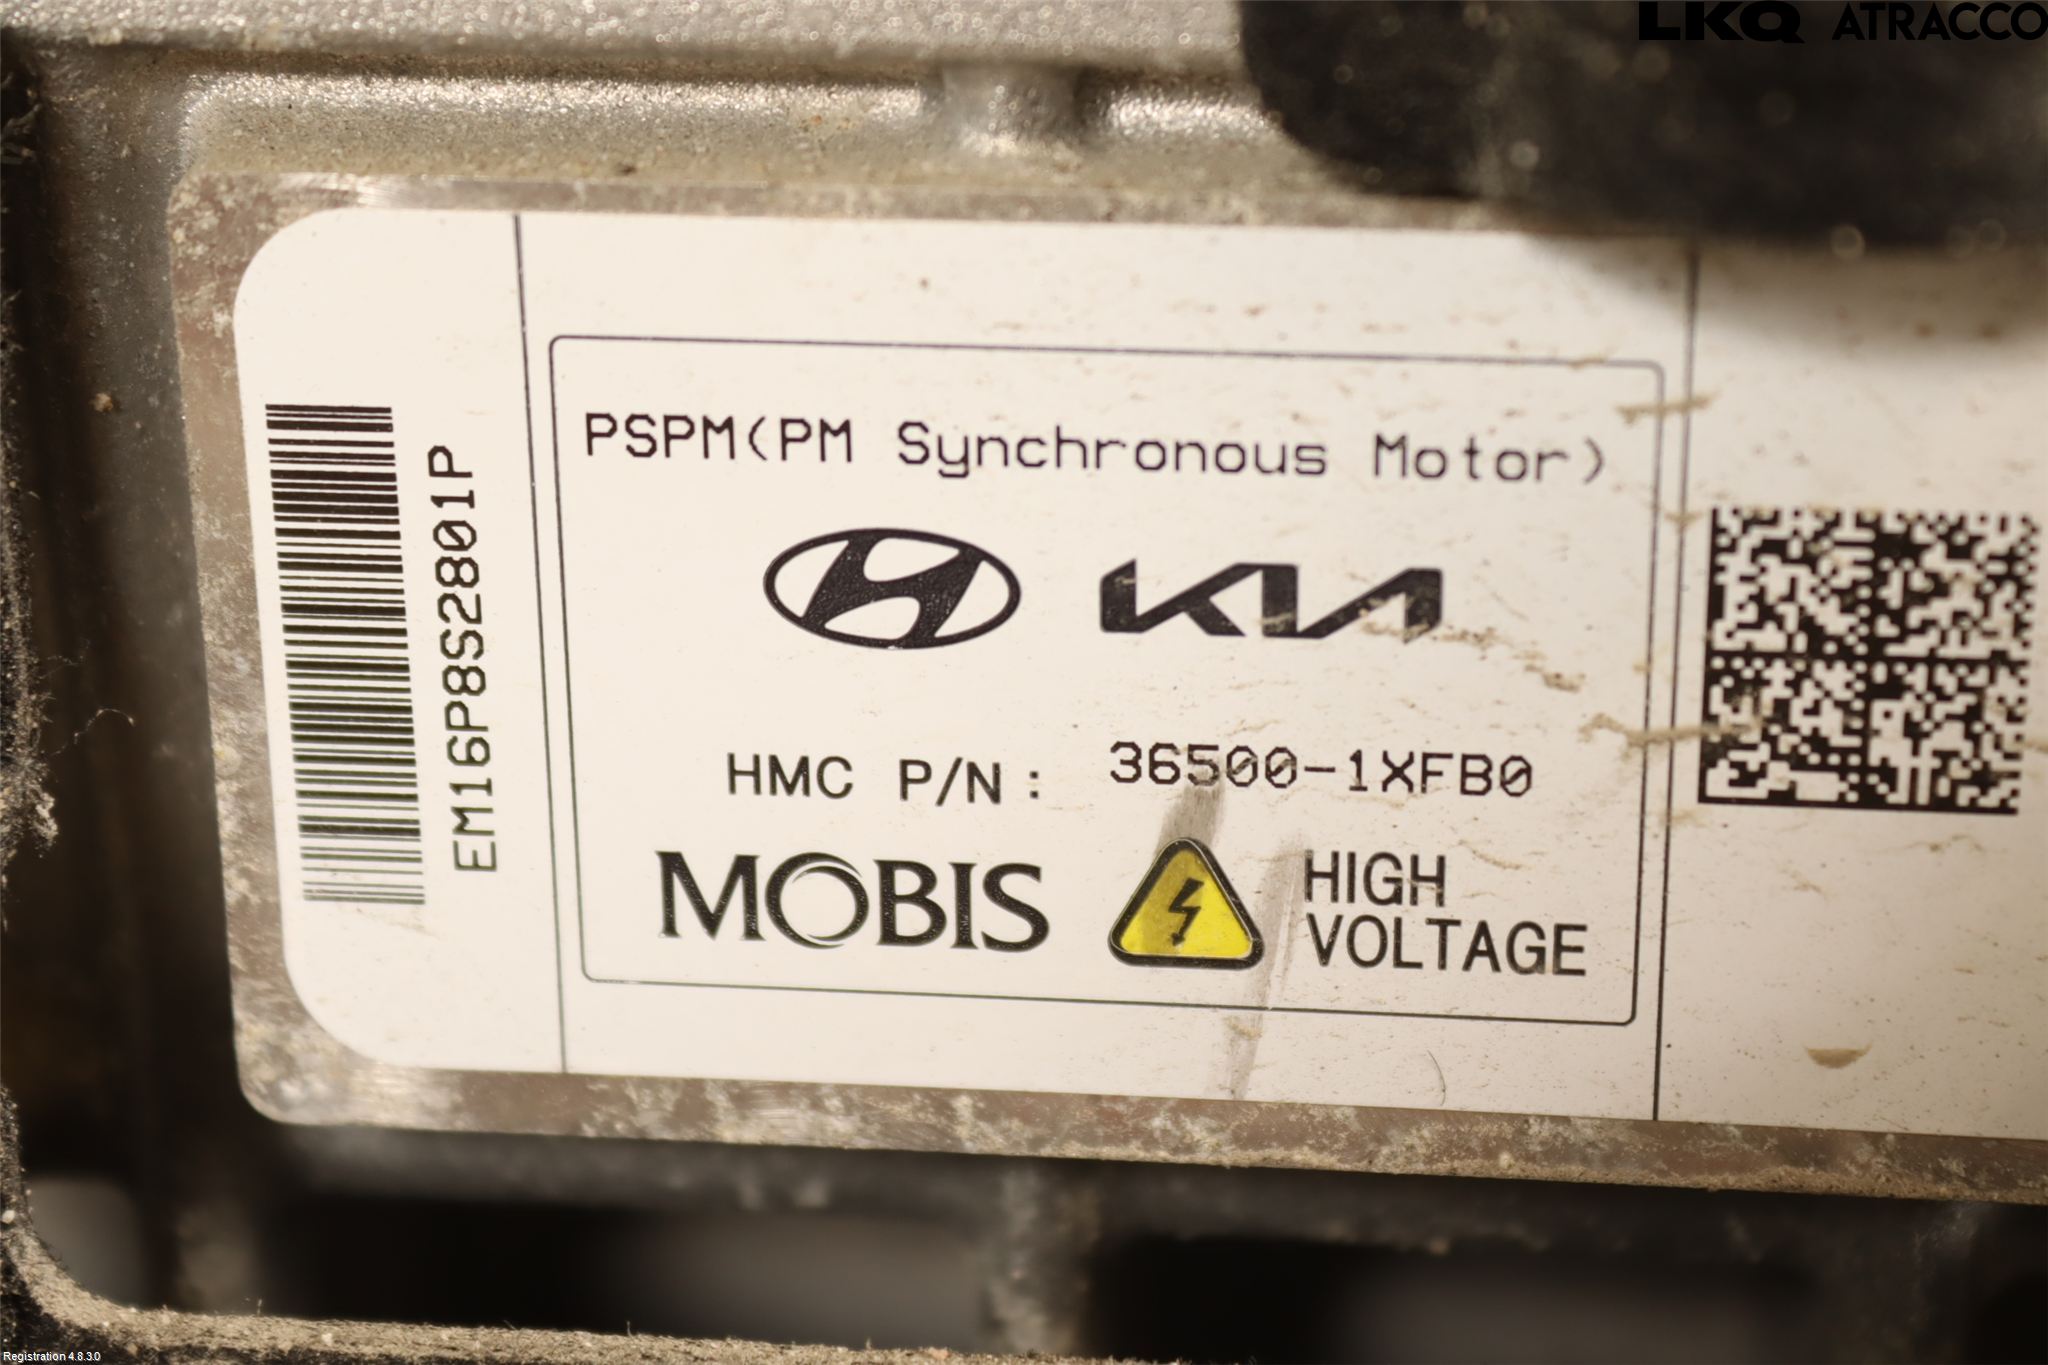 LKQ ATRACCO
EM16P8S2801P
PSPM(PM Synchronous Motor)
KIA
HMC P/N: 36500-1XFB0
MOBIS
HIGH
VOLTAGE
Registration 4.8.3.0